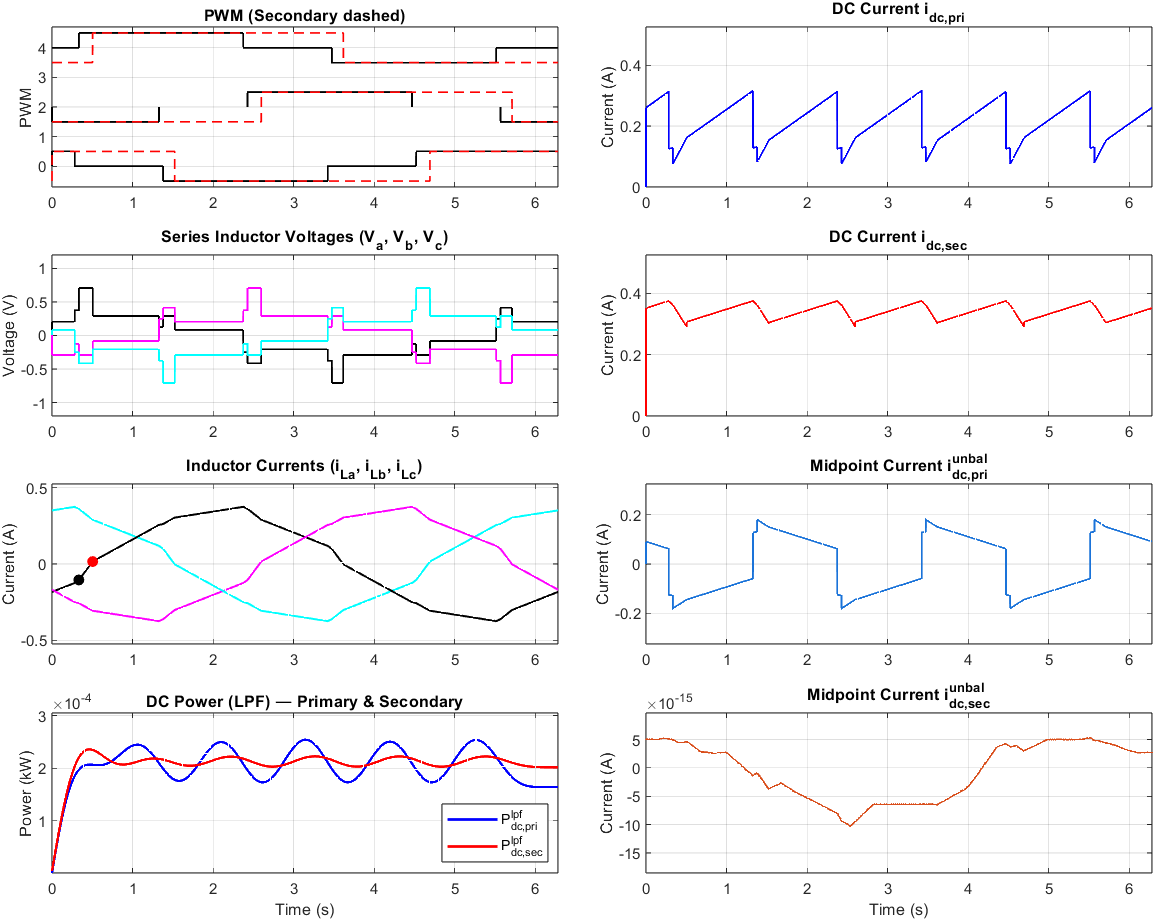 PWM (Secondary dashed)
4
3
2
1
0
PWM
0 1 2 3 4 5 6
DC Current i_dc,pri
0.4
0.2
0
Current (A)
0 1 2 3 4 5 6
Series Inductor Voltages (V_a, V_b, V_c)
1
0.5
0
-0.5
-1
Voltage (V)
0 1 2 3 4 5 6
DC Current i_dc,sec
0.4
0.2
0
Current (A)
0 1 2 3 4 5 6
Inductor Currents (i_La, i_Lb, i_Lc)
0.5
0
-0.5
Current (A)
0 1 2 3 4 5 6
Midpoint Current i^unbal_dc,pri
0.2
0
-0.2
Current (A)
0 1 2 3 4 5 6
DC Power (LPF) — Primary & Secondary
×10^-4
3
2
1
Power (kW)
P^lpf_dc,pri
P^lpf_dc,sec
0 1 2 3 4 5 6
Time (s)
Midpoint Current i^unbal_dc,sec
×10^-15
5
0
-5
-10
-15
Current (A)
0 1 2 3 4 5 6
Time (s)